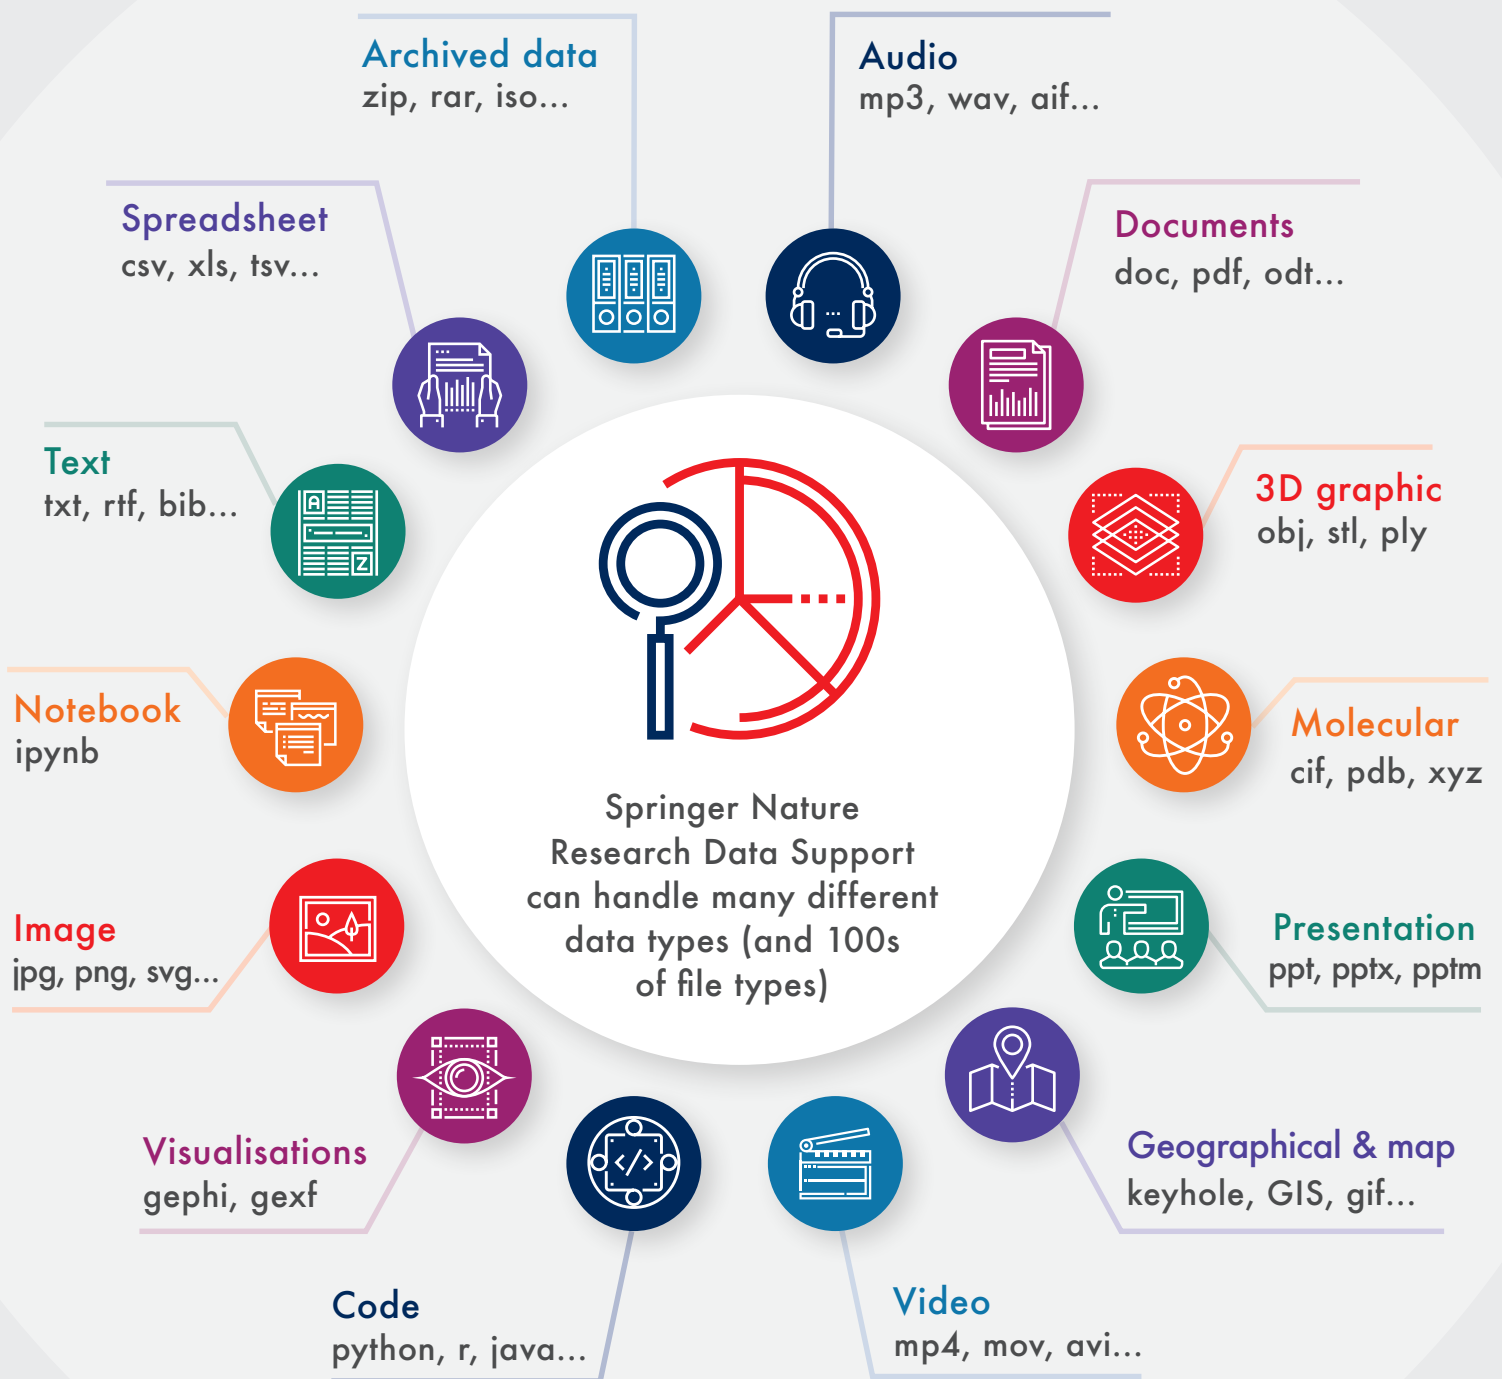 Archived data
zip, rar, iso...
Audio
mp3, wav, aif...
Spreadsheet
csv, xls, tsv...
Documents
doc, pdf, odt...
Text
txt, rtf, bib...
A
Z
3D graphic
obj, stl, ply
Notebook
ipynb
Molecular
cif, pdb, xyz
Springer Nature
Research Data Support
can handle many different
data types (and 100s
of file types)
Image
jpg, png, svg...
Presentation
ppt, pptx, pptm
Visualisations
gephi, gexf
Geographical & map
keyhole, GIS, gif...
</>
Code
python, r, java...
Video
mp4, mov, avi...